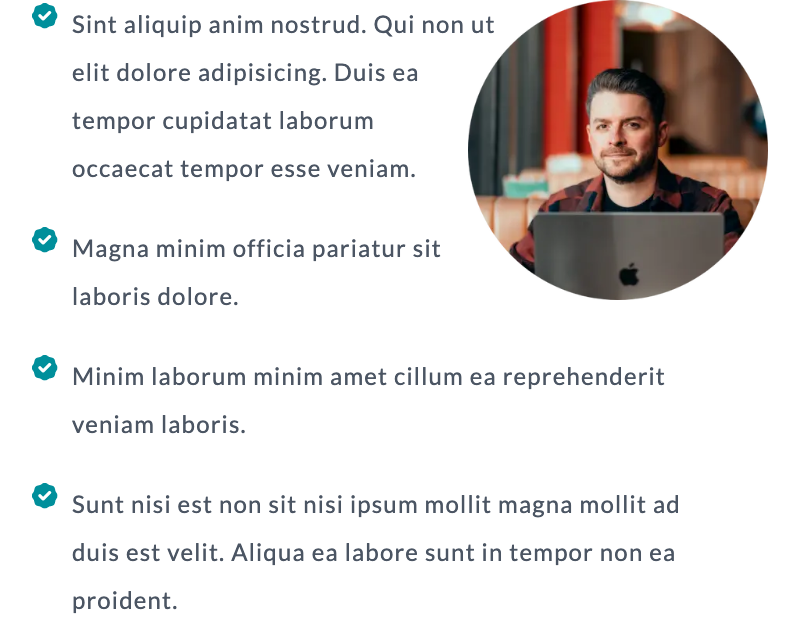 Sint aliquip anim nostrud. Qui non ut
elit dolore adipisicing. Duis ea
tempor cupidatat laborum
occaecat tempor esse veniam.
Magna minim officia pariatur sit
laboris dolore.
Minim laborum minim amet cillum ea reprehenderit
veniam laboris.
Sunt nisi est non sit nisi ipsum mollit magna mollit ad
duis est velit. Aliqua ea labore sunt in tempor non ea
proident.